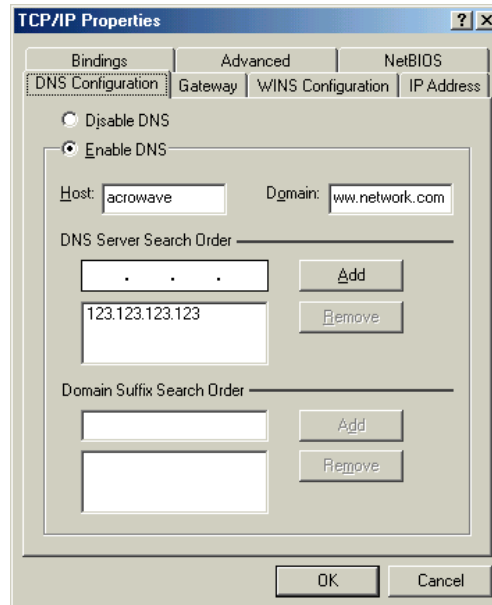 TCP/IP Properties
? ×
Bindings Advanced NetBIOS
DNS Configuration Gateway WINS Configuration IP Address
Disable DNS
Enable DNS
Host: acrowave Domain: ww.network.com
DNS Server Search Order
. . . Add
123.123.123.123 Remove
Domain Suffix Search Order
Add
Remove
OK Cancel